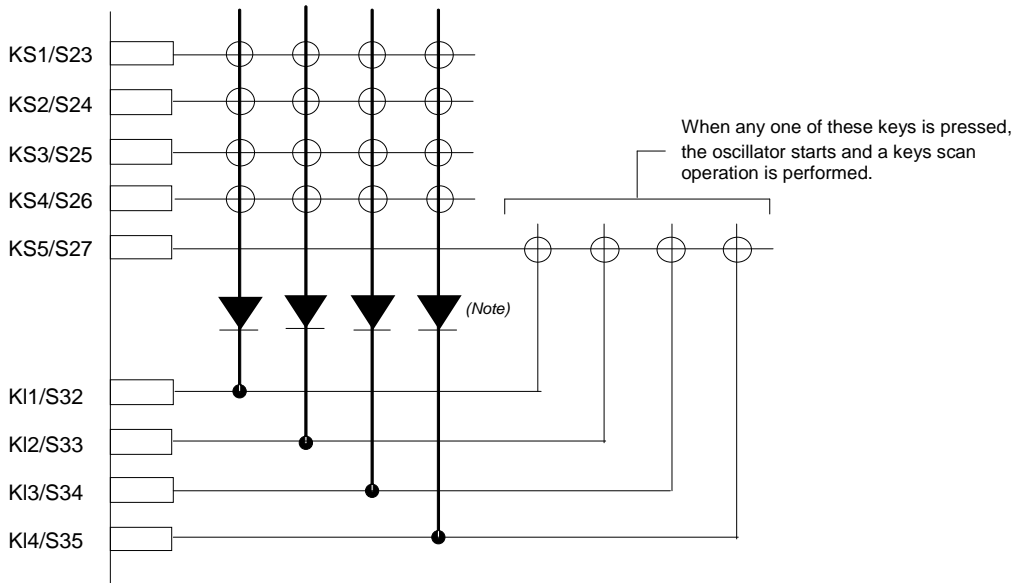 KS1/S23
KS2/S24
KS3/S25
KS4/S26
KS5/S27
When any one of these keys is pressed,
the oscillator starts and a keys scan
operation is performed.
(Note)
KI1/S32
KI2/S33
KI3/S34
KI4/S35